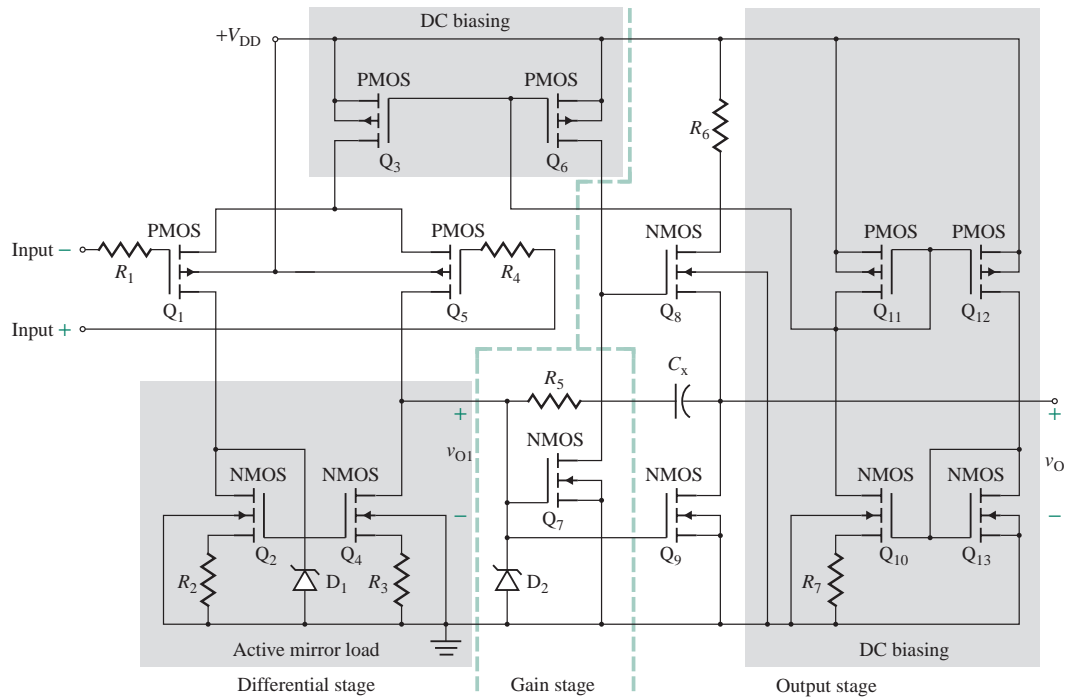 DC biasing
+V_DD
PMOS
PMOS
Q3
Q6
R6
PMOS
PMOS
NMOS
PMOS
PMOS
Input −
R1
R4
Q1
Q5
Q8
Q11
Q12
Input +
R5
Cx
+
+
vO1
NMOS
NMOS
NMOS
NMOS
NMOS
NMOS
vO
−
−
Q7
Q2
Q4
Q9
Q10
Q13
R2
D1
R3
D2
R7
Active mirror load
DC biasing
Differential stage
Gain stage
Output stage